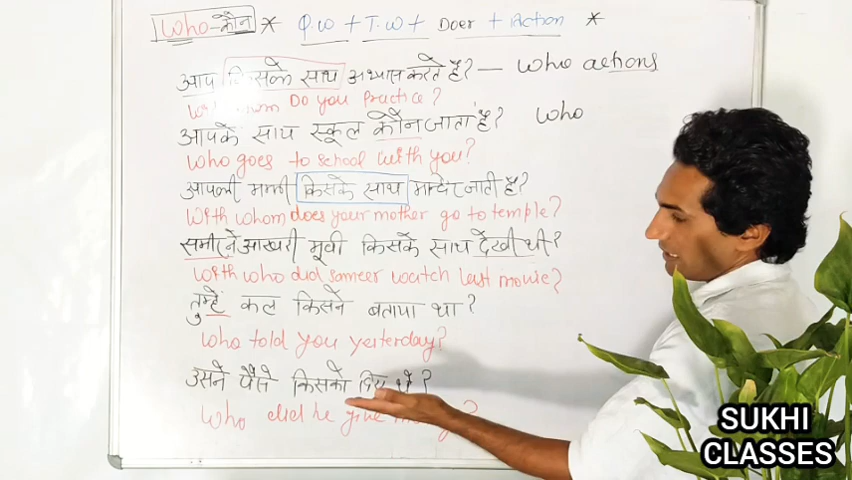 Who-कौन * Q.W + T.W + Doer + Action *
आप किसके साथ अभ्यास करते हैं? — Who actions
With whom Do you practice?
आपके साथ स्कूल कौन जाता है? Who
Who goes to school with you?
आपकी मम्मी किसके साथ मन्दिर जाती हैं?
With whom does your mother go to temple?
समीर ने आखरी मूवी किसके साथ देखी थी?
With who did sameer watch last movie?
तुम्हें कल किसने बताया था?
Who told you yesterday?
उसने पैसे किसको दिए थे?
Who did he give money?
SUKHI
CLASSES